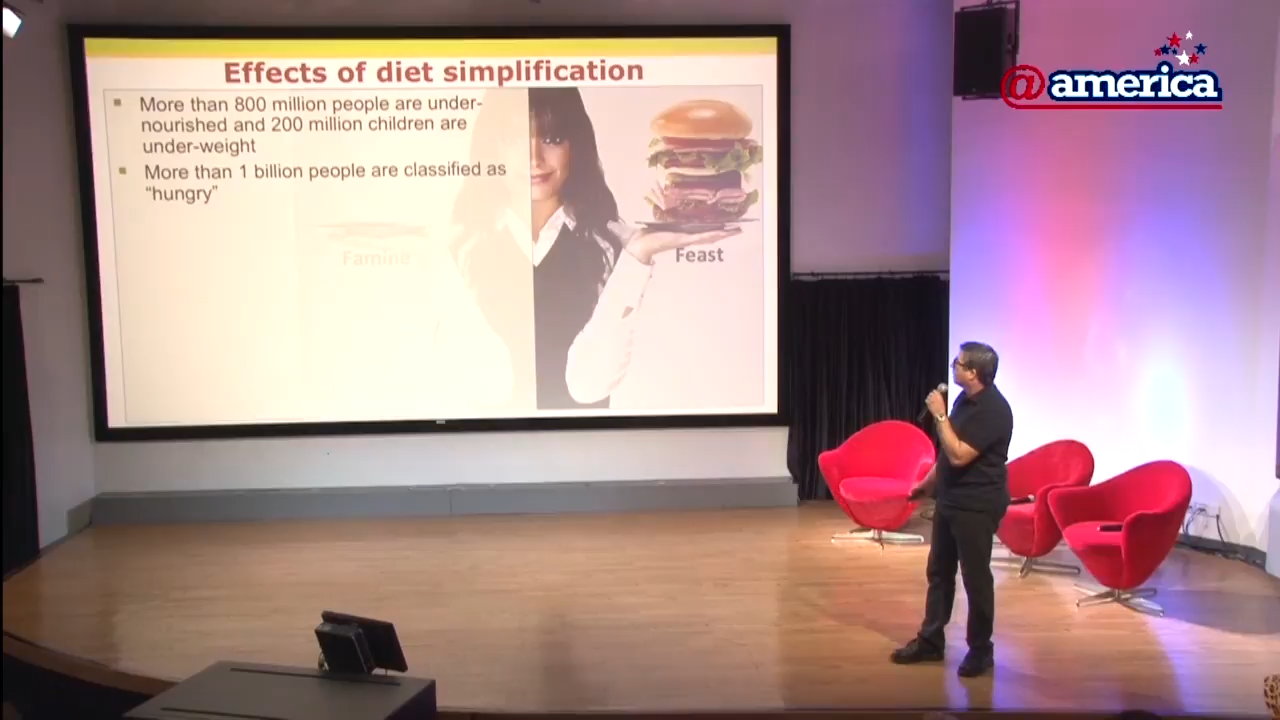 @america
Effects of diet simplification
More than 800 million people are under-
nourished and 200 million children are
under-weight
More than 1 billion people are classified as
“hungry”
Famine
Feast